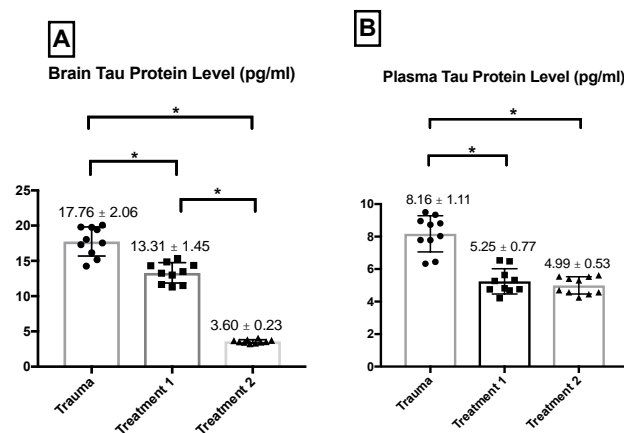 A
Brain Tau Protein Level (pg/ml)
*
*
*
25
20
15
10
5
0
17.76 ± 2.06
13.31 ± 1.45
3.60 ± 0.23
Trauma
Treatment 1
Treatment 2
B
Plasma Tau Protein Level (pg/ml)
*
*
10
8
6
4
2
0
8.16 ± 1.11
5.25 ± 0.77
4.99 ± 0.53
Trauma
Treatment 1
Treatment 2